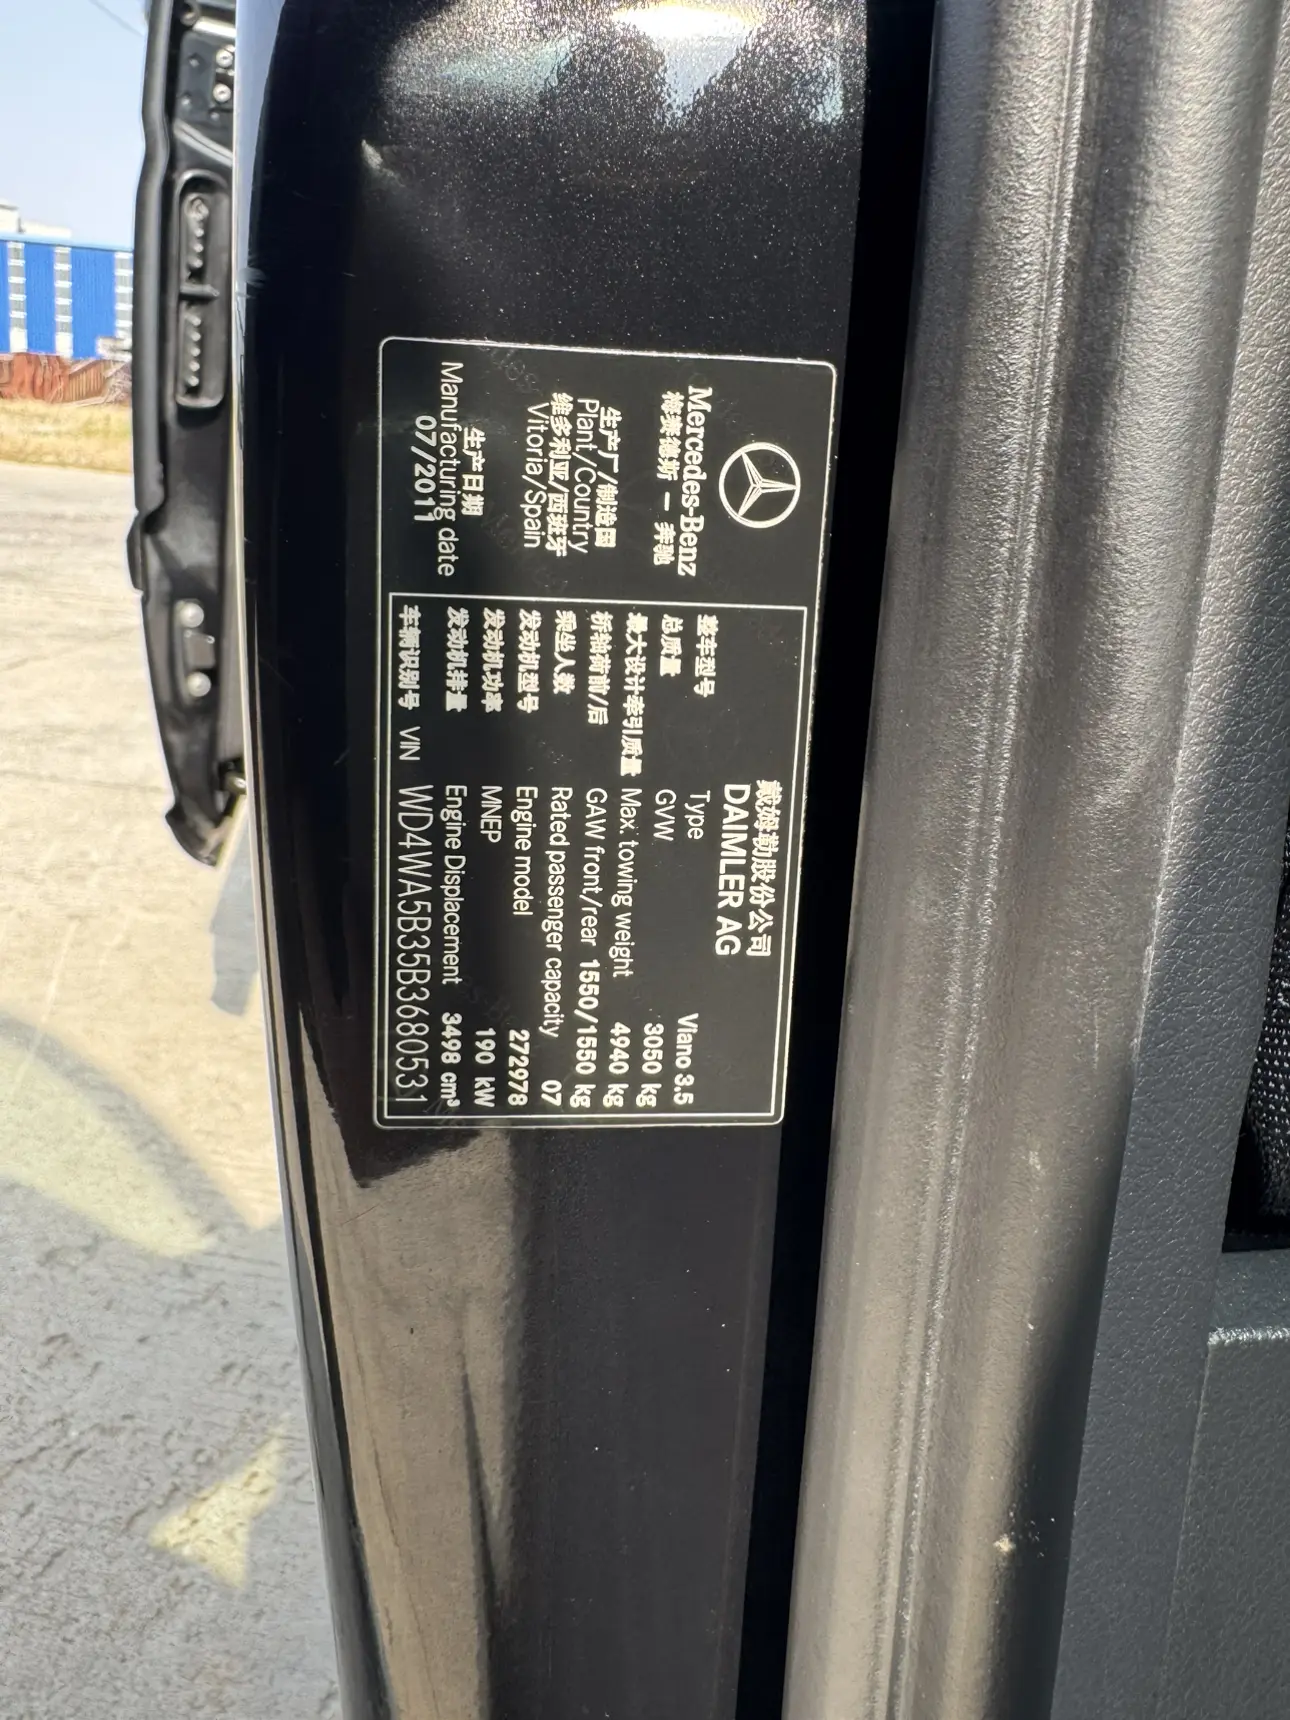 Mercedes-Benz
梅赛德斯 — 奔驰
生产厂/制造国
Plant/Country
维多利亚/西班牙
Vitoria/Spain
生产日期
Manufacturing date
07/2011
戴姆勒股份公司
DAIMLER AG
整车型号 Type Viano 3.5
总质量 GVW 3050 kg
最大设计牵引质量 Max. towing weight 4940 kg
桥轴荷前/后 GAW front/rear 1550/1550 kg
乘坐人数 Rated passenger capacity 07
发动机型号 Engine model 272978
发动机功率 MNEP 190 kW
发动机排量 Engine Displacement 3498 cm³
车辆识别号 VIN WD4WA5B35B3680531